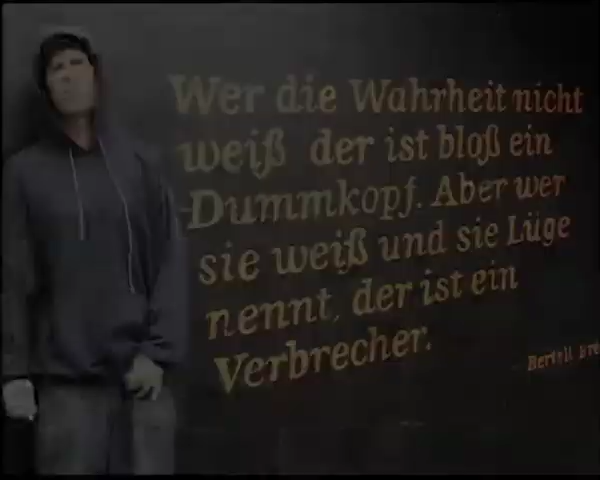 Wer die Wahrheit nicht
weiß der ist bloß ein
Dummkopf. Aber wer
sie weiß und sie Lüge
nennt, der ist ein
Verbrecher.
Bertolt